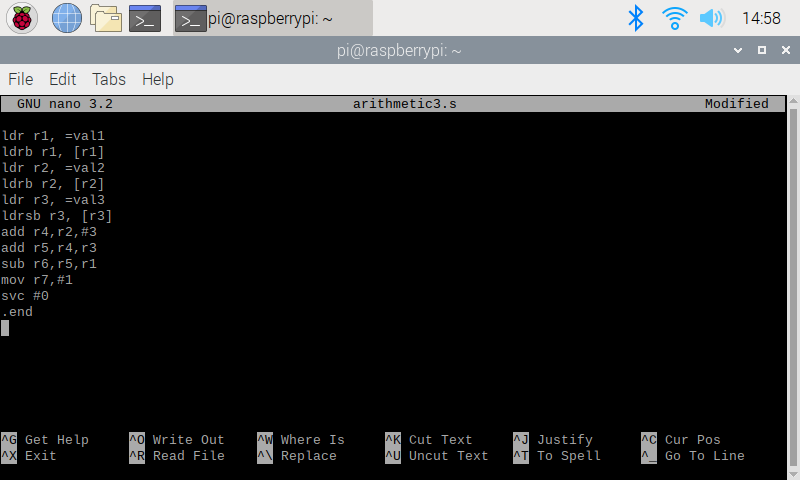 pi@raspberrypi: ~ 14:58
pi@raspberrypi: ~
File Edit Tabs Help
GNU nano 3.2 arithmetic3.s Modified
ldr r1, =val1
ldrb r1, [r1]
ldr r2, =val2
ldrb r2, [r2]
ldr r3, =val3
ldrsb r3, [r3]
add r4,r2,#3
add r5,r4,r3
sub r6,r5,r1
mov r7,#1
svc #0
.end
^G Get Help ^O Write Out ^W Where Is ^K Cut Text ^J Justify ^C Cur Pos
^X Exit ^R Read File ^\ Replace ^U Uncut Text ^T To Spell ^_ Go To Line